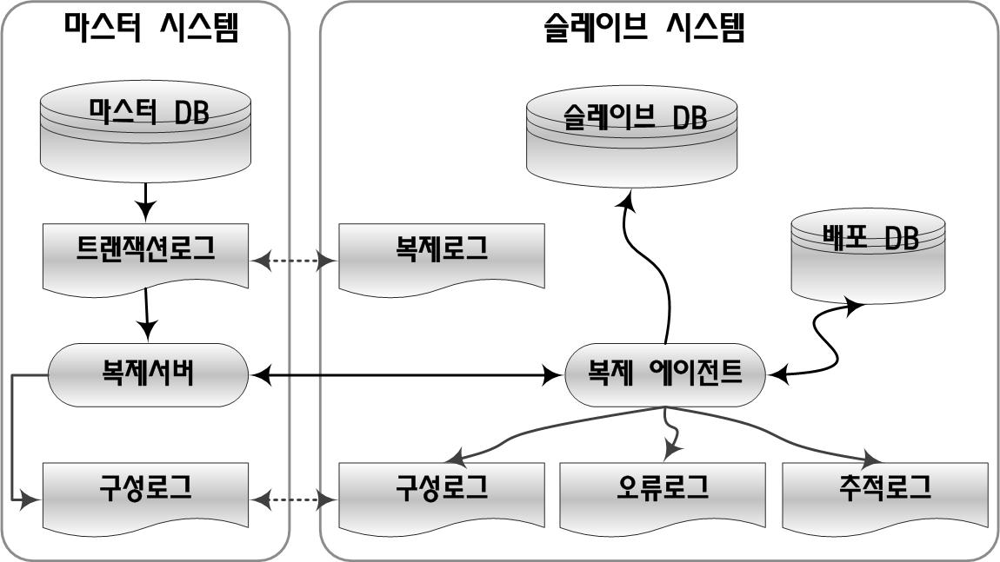 마스터 시스템
슬레이브 시스템
마스터 DB
슬레이브 DB
배포 DB
트랜잭션로그
복제로그
복제서버
복제 에이전트
구성로그
구성로그
오류로그
추적로그